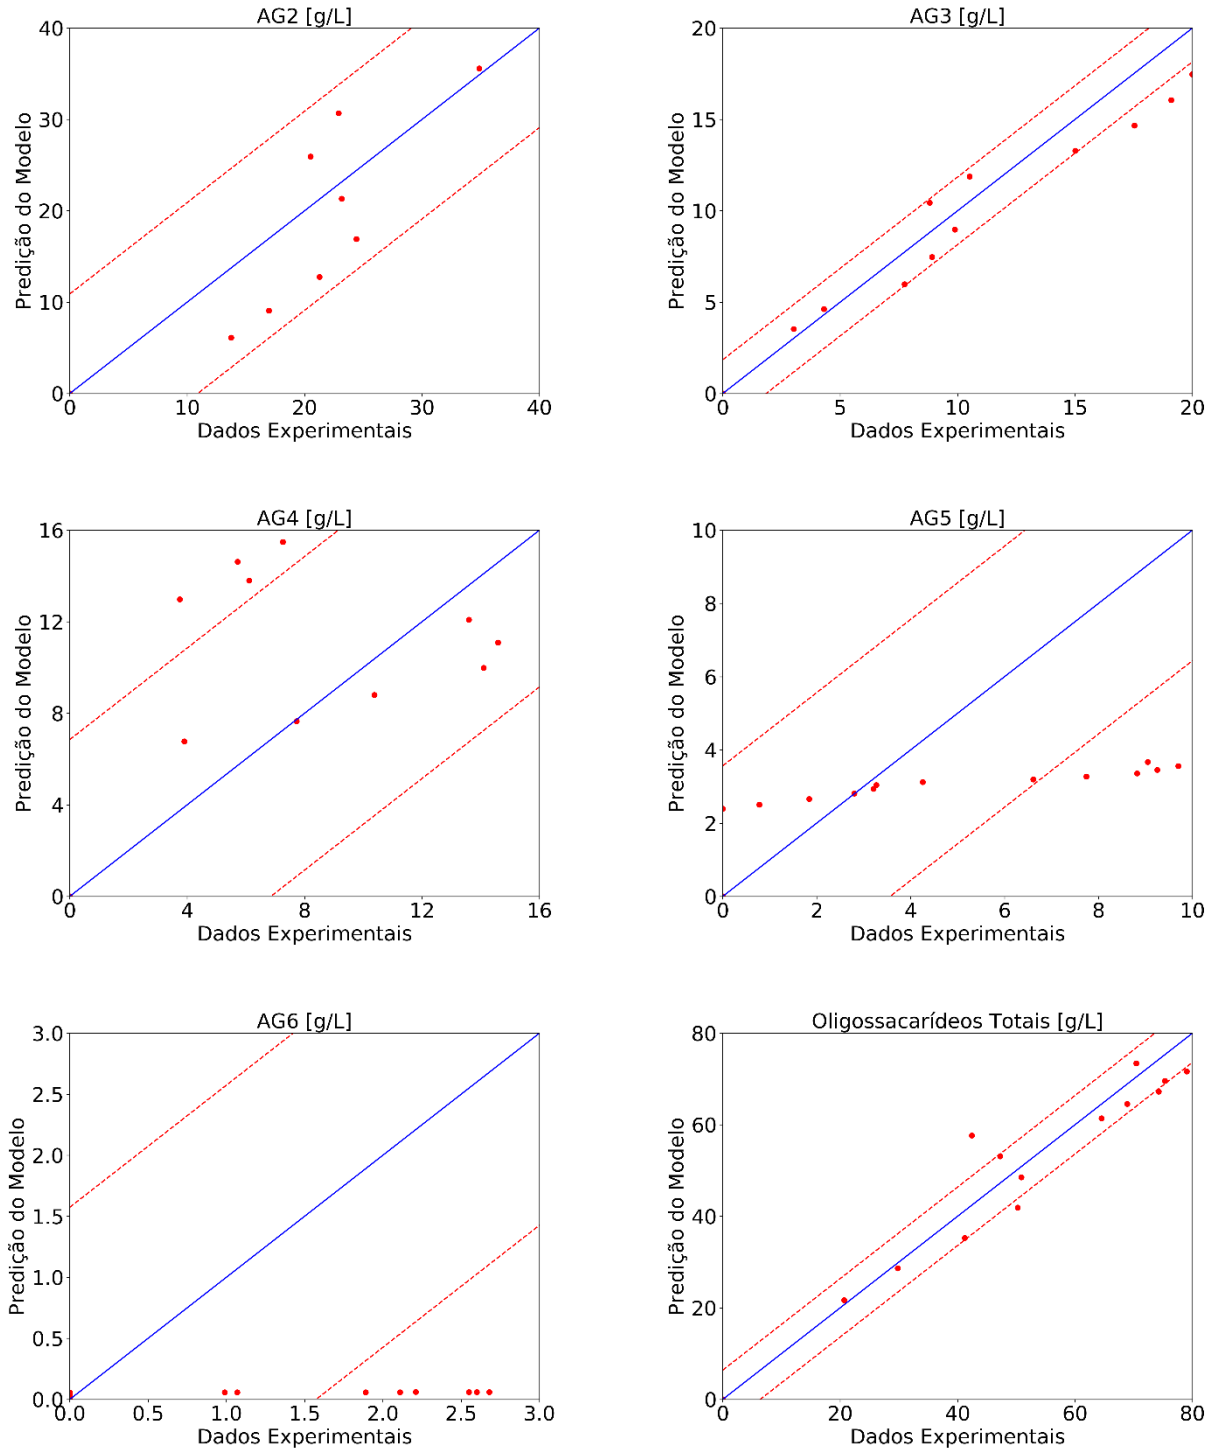 AG2 [g/L]
40
30
20
10
0
0 10 20 30 40
Predição do Modelo
Dados Experimentais
AG3 [g/L]
20
15
10
5
0
0 5 10 15 20
Predição do Modelo
Dados Experimentais
AG4 [g/L]
16
12
8
4
0
0 4 8 12 16
Predição do Modelo
Dados Experimentais
AG5 [g/L]
10
8
6
4
2
0
0 2 4 6 8 10
Predição do Modelo
Dados Experimentais
AG6 [g/L]
3.0
2.5
2.0
1.5
1.0
0.5
0.0
0.0 0.5 1.0 1.5 2.0 2.5 3.0
Predição do Modelo
Dados Experimentais
Oligossacarídeos Totais [g/L]
80
60
40
20
0
0 20 40 60 80
Predição do Modelo
Dados Experimentais